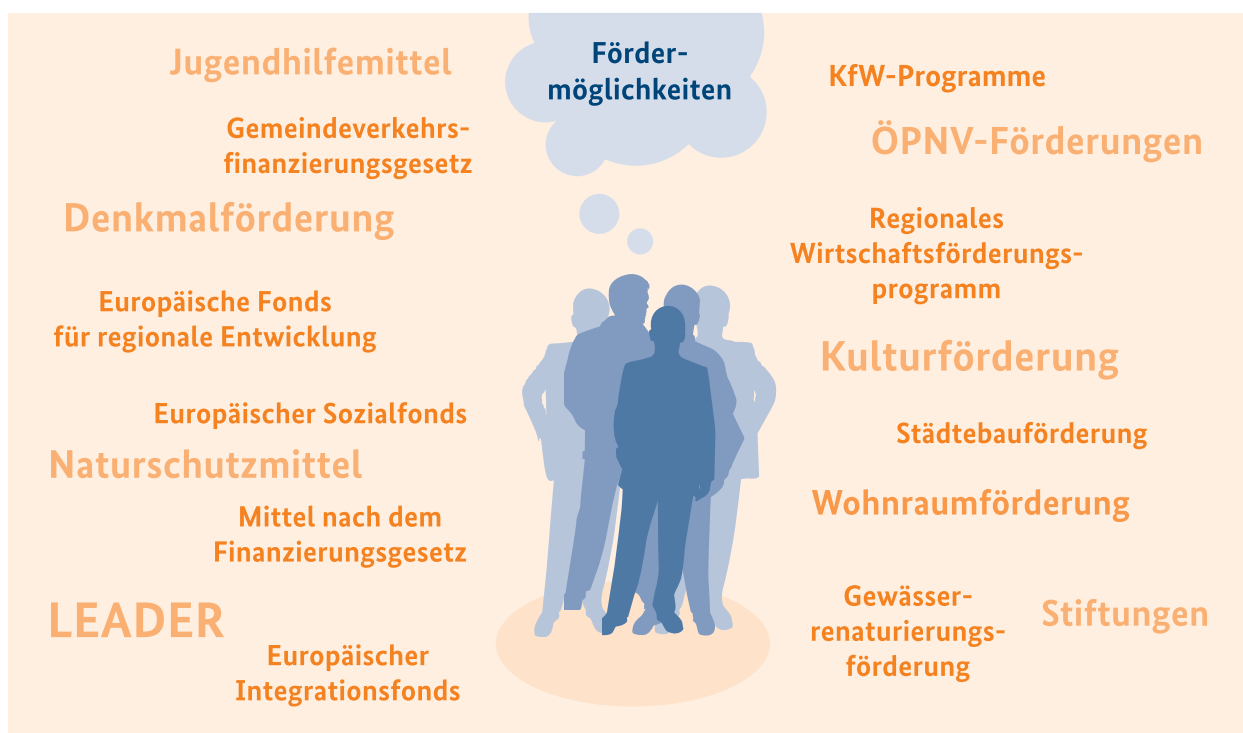 Förder-
möglichkeiten
Jugendhilfemittel
Gemeindeverkehrs-
finanzierungsgesetz
Denkmalförderung
Europäische Fonds
für regionale Entwicklung
Europäischer Sozialfonds
Naturschutzmittel
Mittel nach dem
Finanzierungsgesetz
LEADER
Europäischer
Integrationsfonds
KfW-Programme
ÖPNV-Förderungen
Regionales
Wirtschaftsförderungs-
programm
Kulturförderung
Städtebauförderung
Wohnraumförderung
Gewässer-
renaturierungs-
förderung
Stiftungen